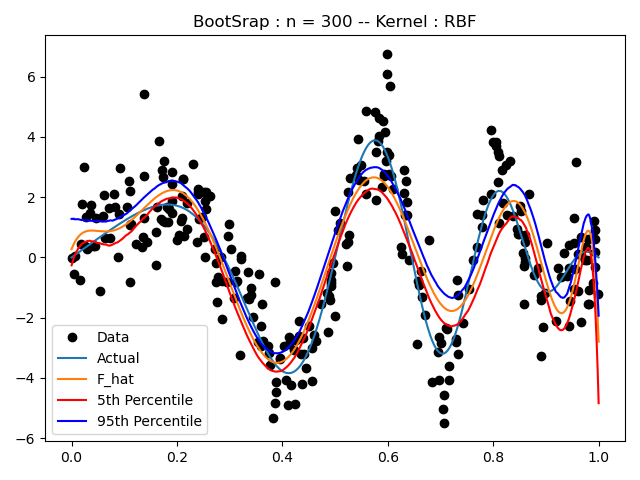 BootSrap : n = 300 -- Kernel : RBF
6
4
2
0
−2
−4
−6
Data
Actual
F_hat
5th Percentile
95th Percentile
0.0 0.2 0.4 0.6 0.8 1.0